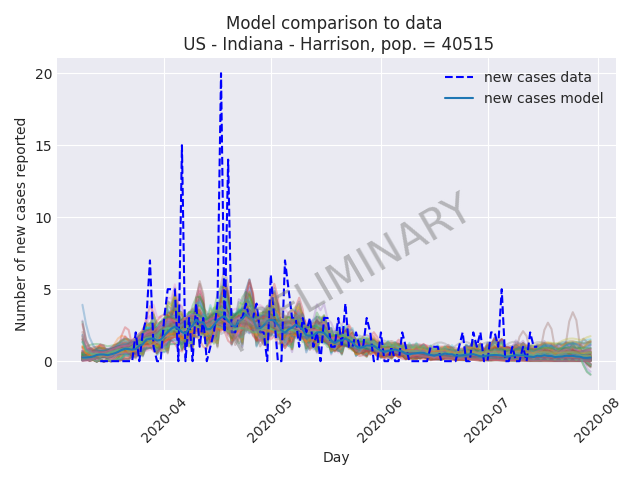 Model comparison to data
US - Indiana - Harrison, pop. = 40515
new cases data
new cases model
20
15
10
5
0
Number of new cases reported
LIMINARY
2020-04
2020-05
2020-06
2020-07
2020-08
Day